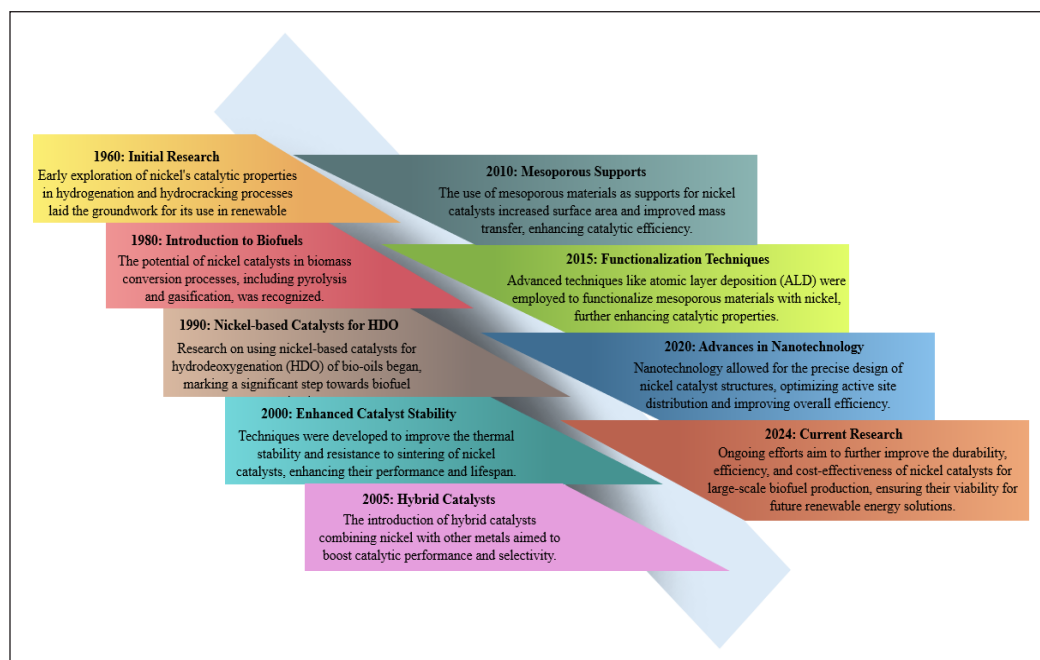 1960: Initial Research
Early exploration of nickel's catalytic properties
in hydrogenation and hydrocracking processes
laid the groundwork for its use in renewable
1980: Introduction to Biofuels
The potential of nickel catalysts in biomass
conversion processes, including pyrolysis
and gasification, was recognized.
1990: Nickel-based Catalysts for HDO
Research on using nickel-based catalysts for
hydrodeoxygenation (HDO) of bio-oils began,
marking a significant step towards biofuel
2000: Enhanced Catalyst Stability
Techniques were developed to improve the thermal
stability and resistance to sintering of nickel
catalysts, enhancing their performance and lifespan.
2005: Hybrid Catalysts
The introduction of hybrid catalysts
combining nickel with other metals aimed to
boost catalytic performance and selectivity.
2010: Mesoporous Supports
The use of mesoporous materials as supports for nickel
catalysts increased surface area and improved mass
transfer, enhancing catalytic efficiency.
2015: Functionalization Techniques
Advanced techniques like atomic layer deposition (ALD) were
employed to functionalize mesoporous materials with nickel,
further enhancing catalytic properties.
2020: Advances in Nanotechnology
Nanotechnology allowed for the precise design of
nickel catalyst structures, optimizing active site
distribution and improving overall efficiency.
2024: Current Research
Ongoing efforts aim to further improve the durability,
efficiency, and cost-effectiveness of nickel catalysts for
large-scale biofuel production, ensuring their viability for
future renewable energy solutions.